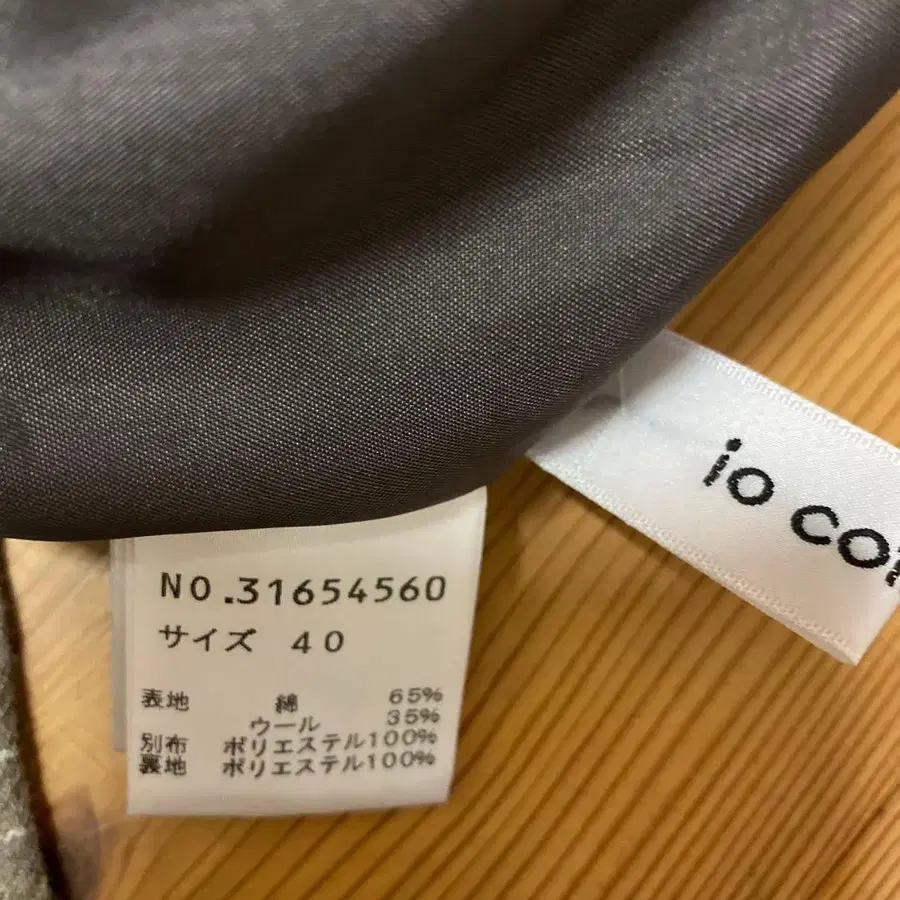 io co
NO.31654560
サイズ 40
表地 綿 65%
ウール 35%
別布 ポリエステル100%
裏地 ポリエステル100%